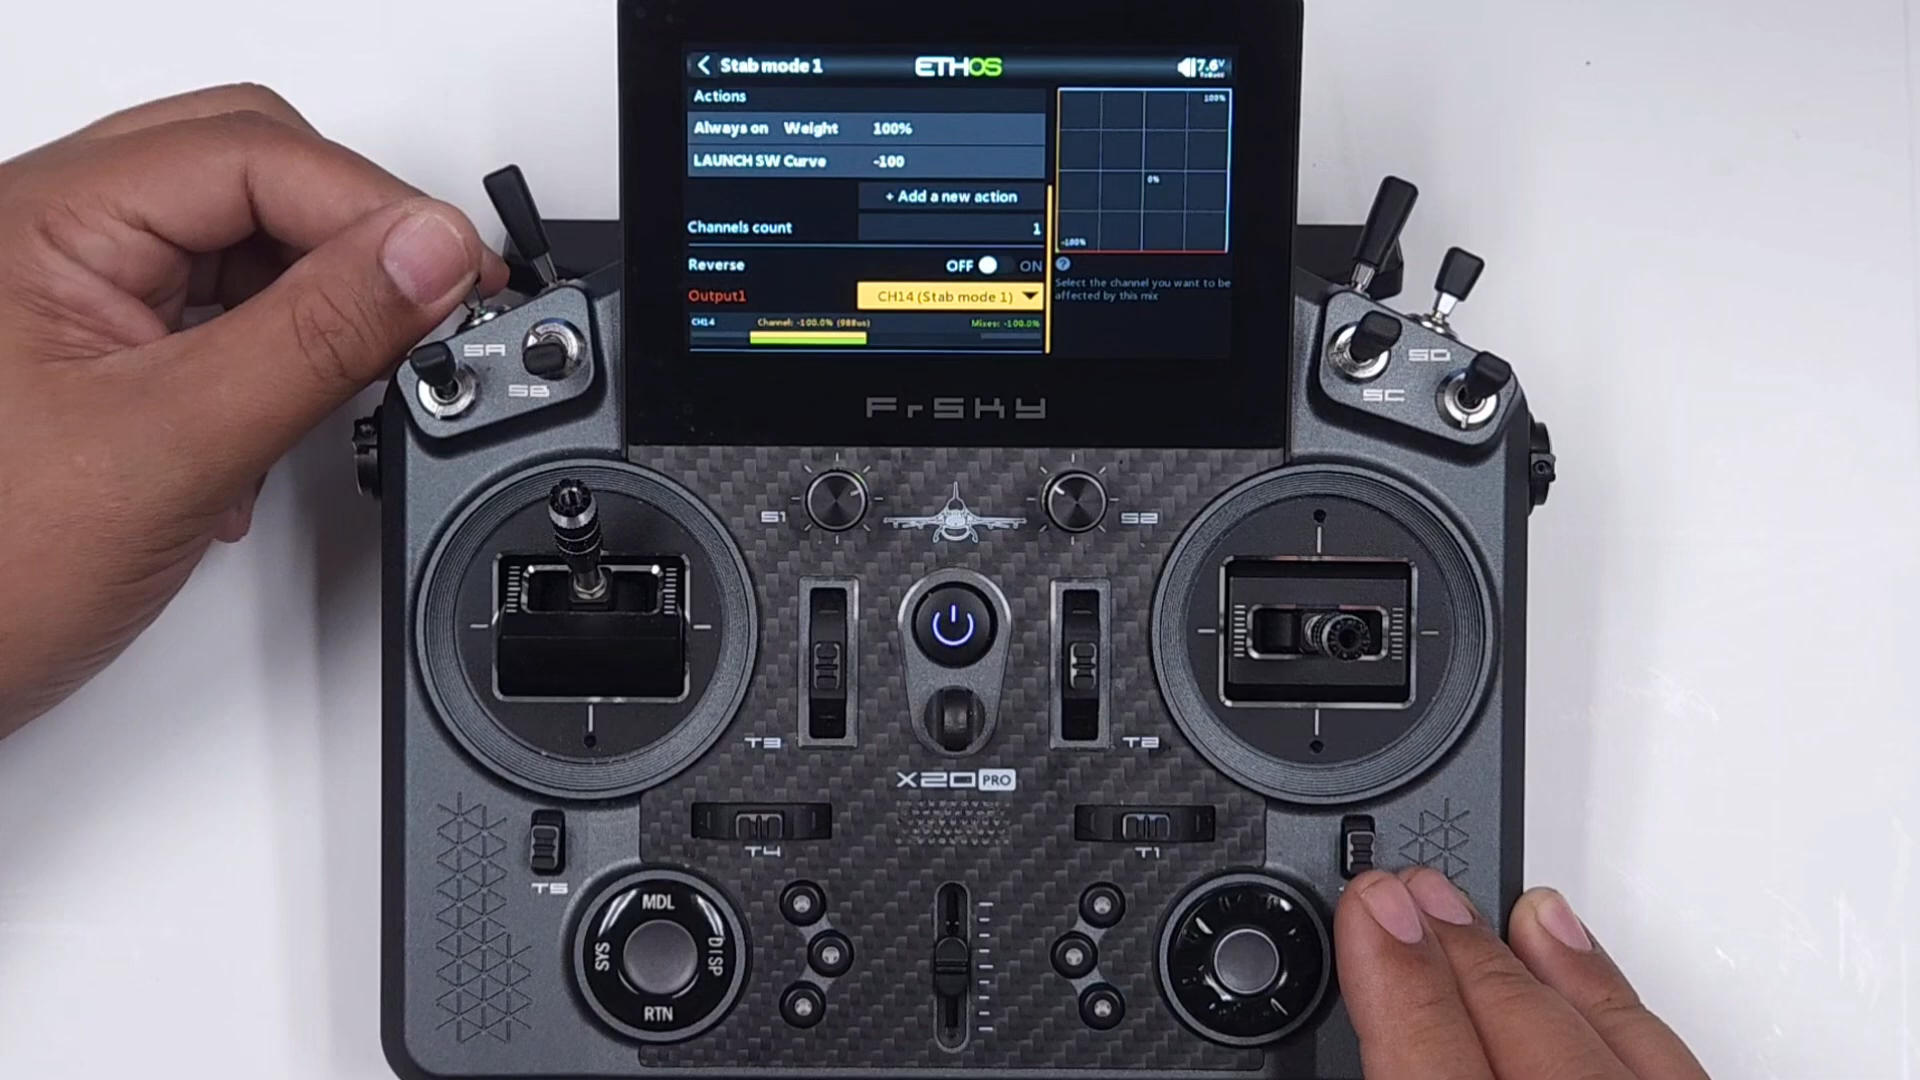 Stab mode 1
ETHOS
7.6V
TxBatt
Actions
Always on Weight 100%
LAUNCH SW Curve -100
+ Add a new action
Channels count 1
Reverse OFF ON
Output1 CH14 (Stab mode 1)
CH14 Channel: -100.0% (988us) Mixes: -100.0%
100%
0%
-100%
?
Select the channel you want to be
affected by this mix
FrSKY
SA
SB
SC
SD
S1
S2
T3
T2
X20 PRO
T4
T1
T5
MDL
SYS
DISP
RTN